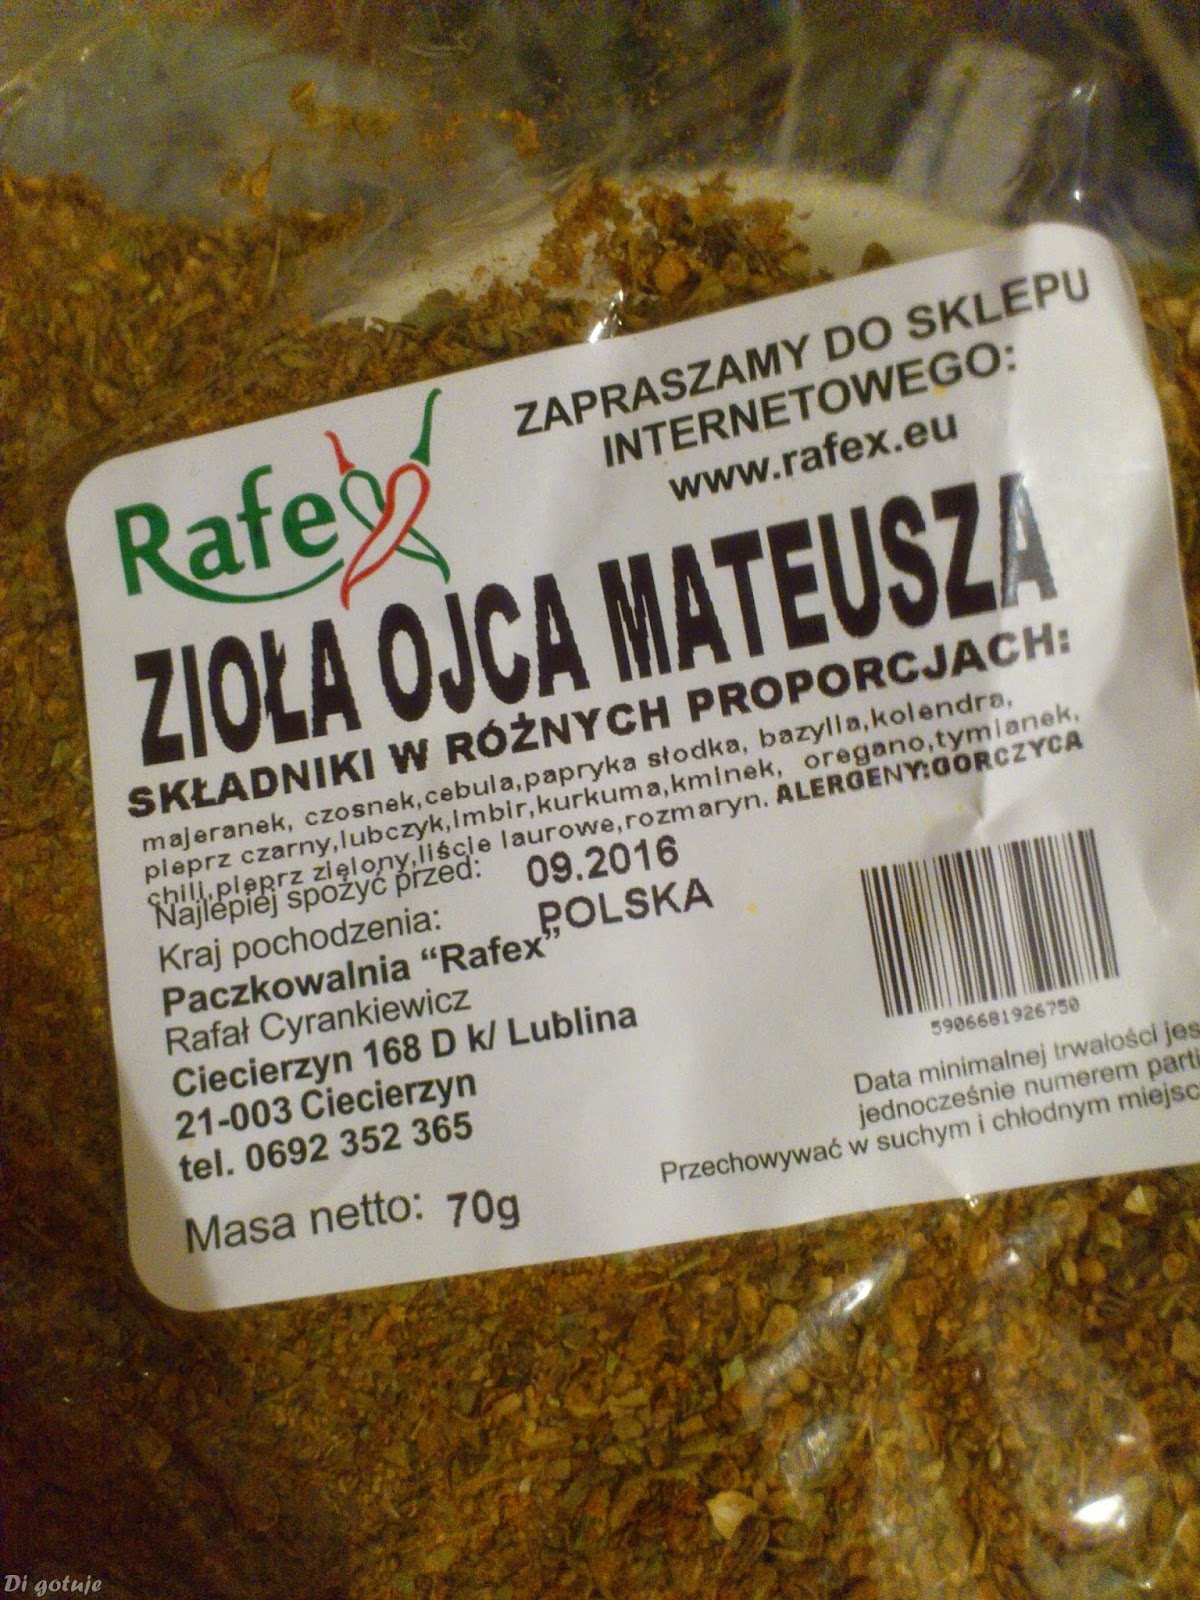 Rafex
ZAPRASZAMY DO SKLEPU
INTERNETOWEGO:
www.rafex.eu
ZIOŁA OJCA MATEUSZA
SKŁADNIKI W RÓŻNYCH PROPORCJACH:
majeranek, czosnek,cebula,papryka słodka, bazylia,kolendra,
pieprz czarny,lubczyk,imbir,kurkuma,kminek, oregano,tymianek,
chili,pieprz zielony,liście laurowe,rozmaryn. ALERGENY:GORCZYCA
Najlepiej spożyć przed: 09.2016
Kraj pochodzenia: POLSKA
Paczkowalnia “Rafex”
Rafał Cyrankiewicz
Ciecierzyn 168 D k/ Lublina
21-003 Ciecierzyn
tel. 0692 352 365
Masa netto: 70g
5906681926750
Data minimalnej trwałości jes
jednocześnie numerem parti
Przechowywać w suchym i chłodnym miejsc
Di gotuje